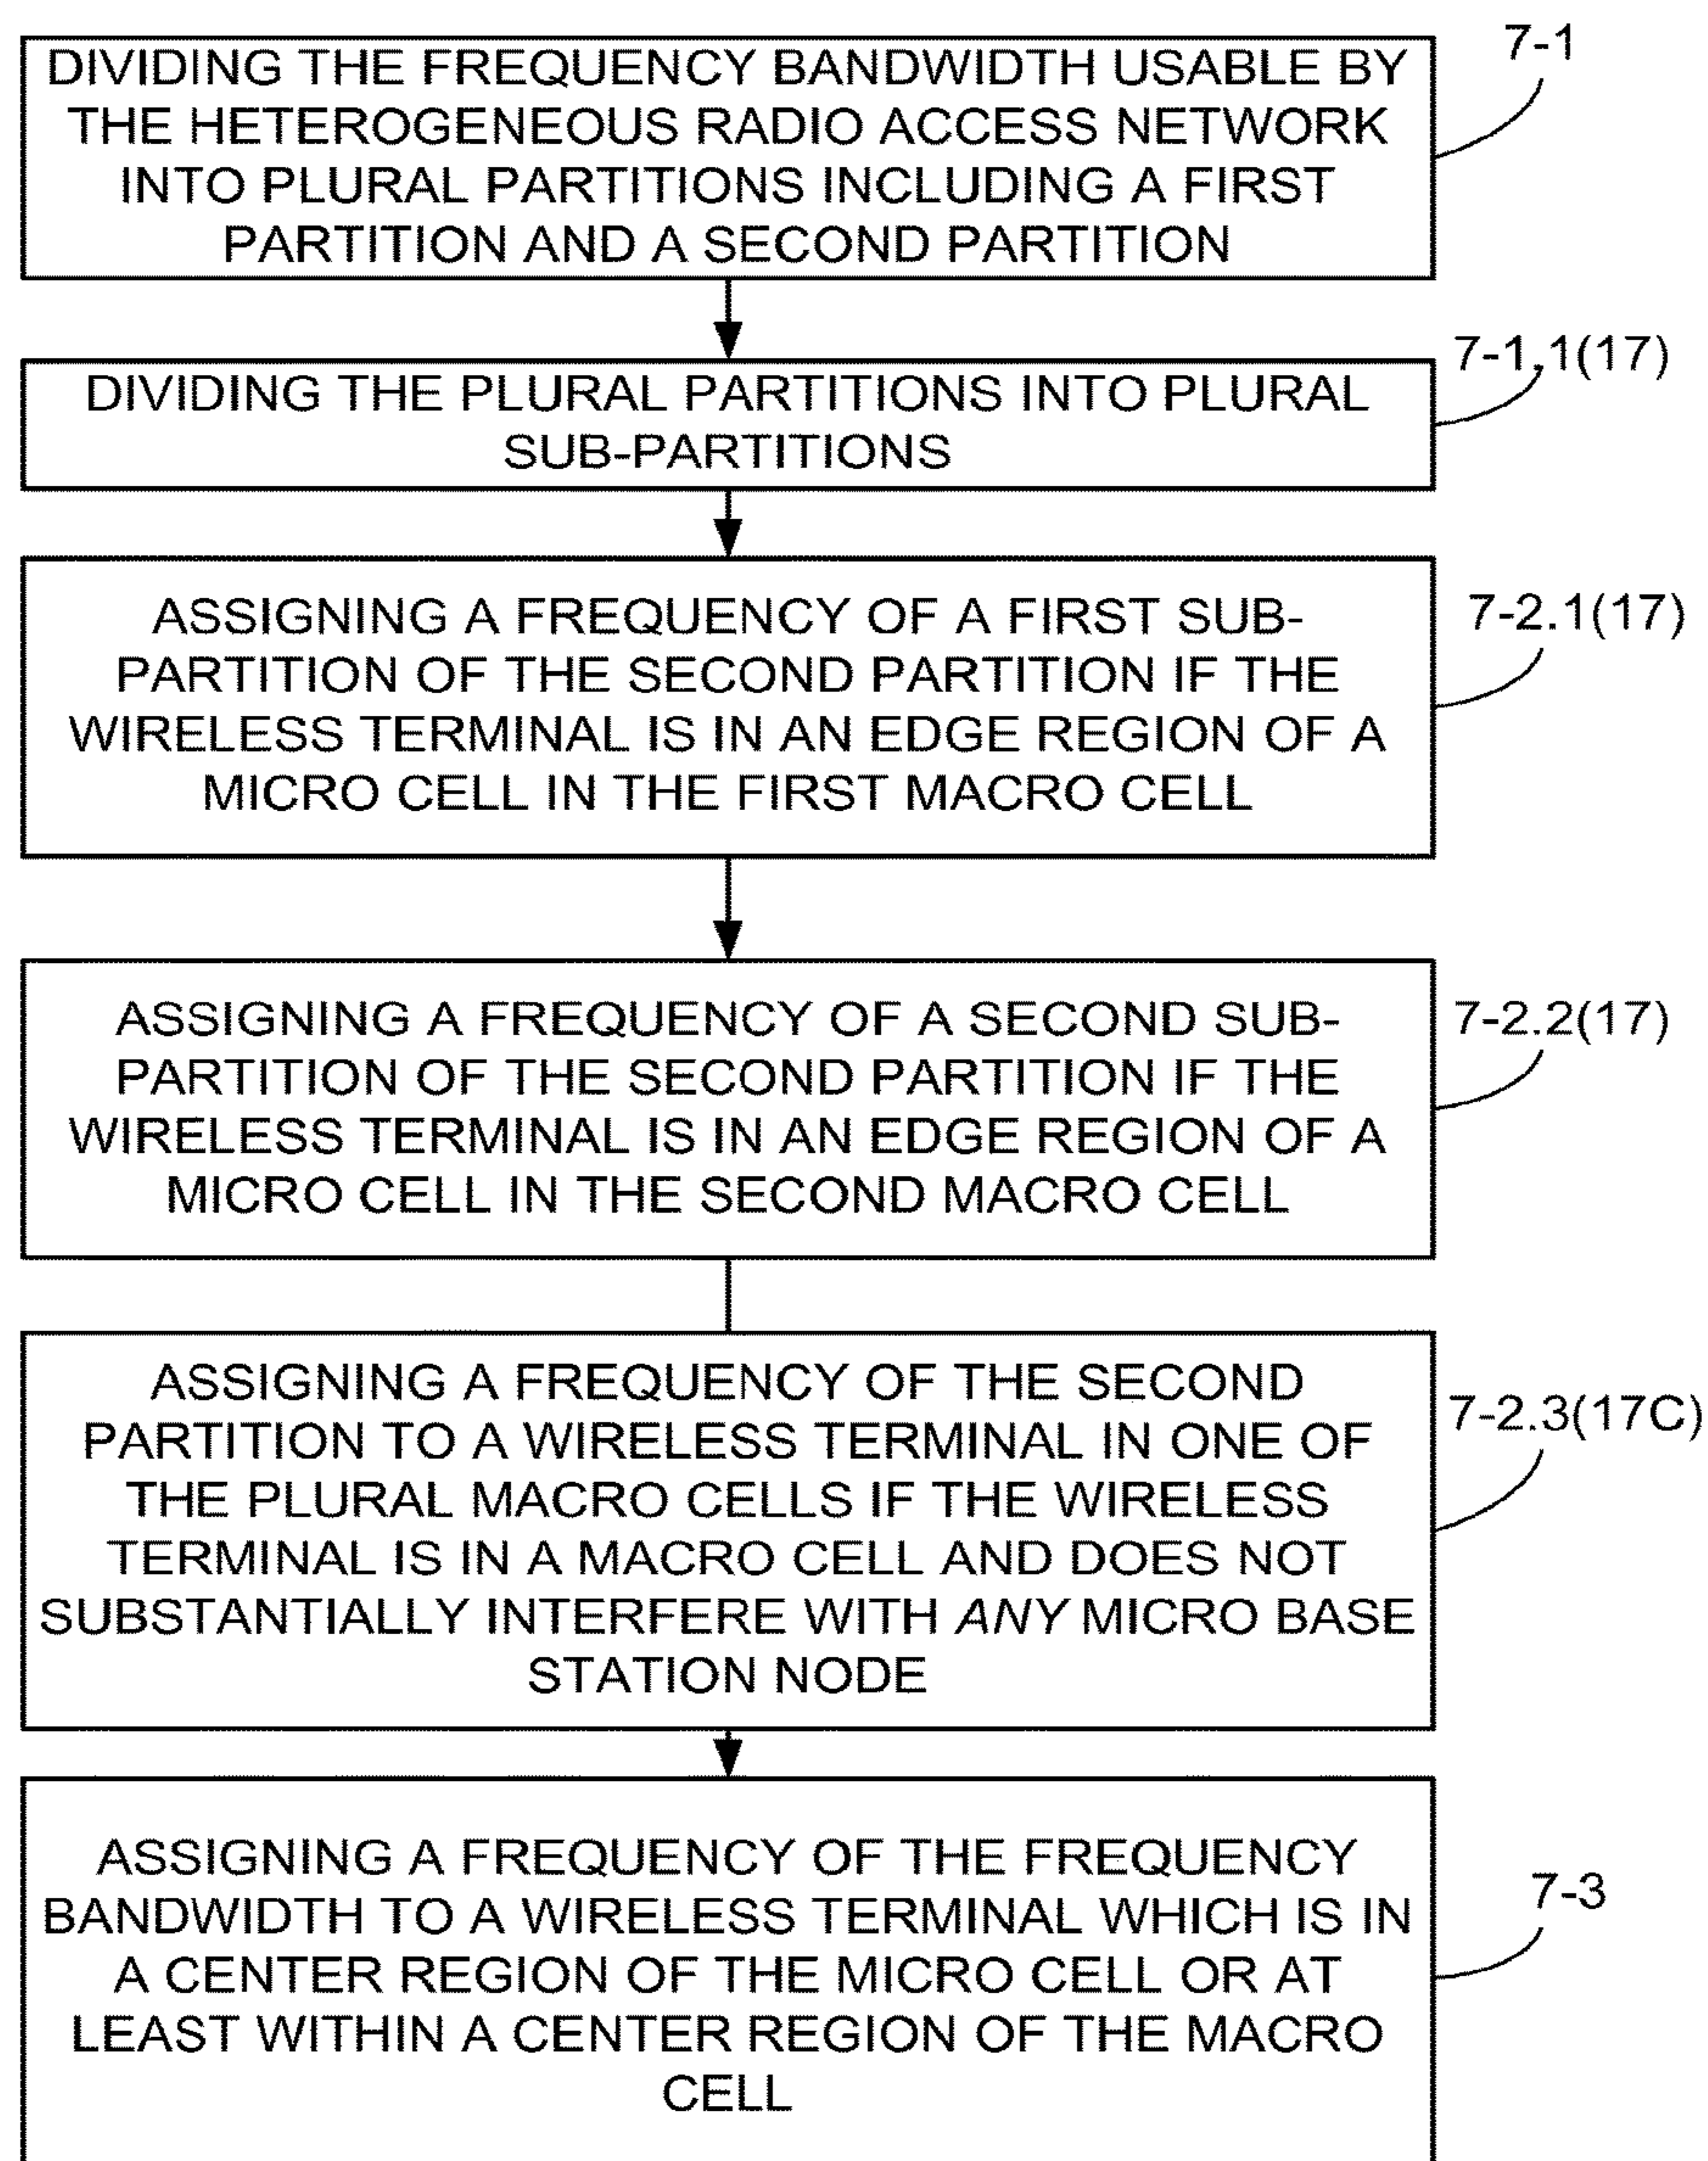 7-1
DIVIDING THE FREQUENCY BANDWIDTH USABLE BY
THE HETEROGENEOUS RADIO ACCESS NETWORK
INTO PLURAL PARTITIONS INCLUDING A FIRST
PARTITION AND A SECOND PARTITION
7-1.1(17)
DIVIDING THE PLURAL PARTITIONS INTO PLURAL
SUB-PARTITIONS
7-2.1(17)
ASSIGNING A FREQUENCY OF A FIRST SUB-
PARTITION OF THE SECOND PARTITION IF THE
WIRELESS TERMINAL IS IN AN EDGE REGION OF A
MICRO CELL IN THE FIRST MACRO CELL
7-2.2(17)
ASSIGNING A FREQUENCY OF A SECOND SUB-
PARTITION OF THE SECOND PARTITION IF THE
WIRELESS TERMINAL IS IN AN EDGE REGION OF A
MICRO CELL IN THE SECOND MACRO CELL
7-2.3(17C)
ASSIGNING A FREQUENCY OF THE SECOND
PARTITION TO A WIRELESS TERMINAL IN ONE OF
THE PLURAL MACRO CELLS IF THE WIRELESS
TERMINAL IS IN A MACRO CELL AND DOES NOT
SUBSTANTIALLY INTERFERE WITH ANY MICRO BASE
STATION NODE
7-3
ASSIGNING A FREQUENCY OF THE FREQUENCY
BANDWIDTH TO A WIRELESS TERMINAL WHICH IS IN
A CENTER REGION OF THE MICRO CELL OR AT
LEAST WITHIN A CENTER REGION OF THE MACRO
CELL